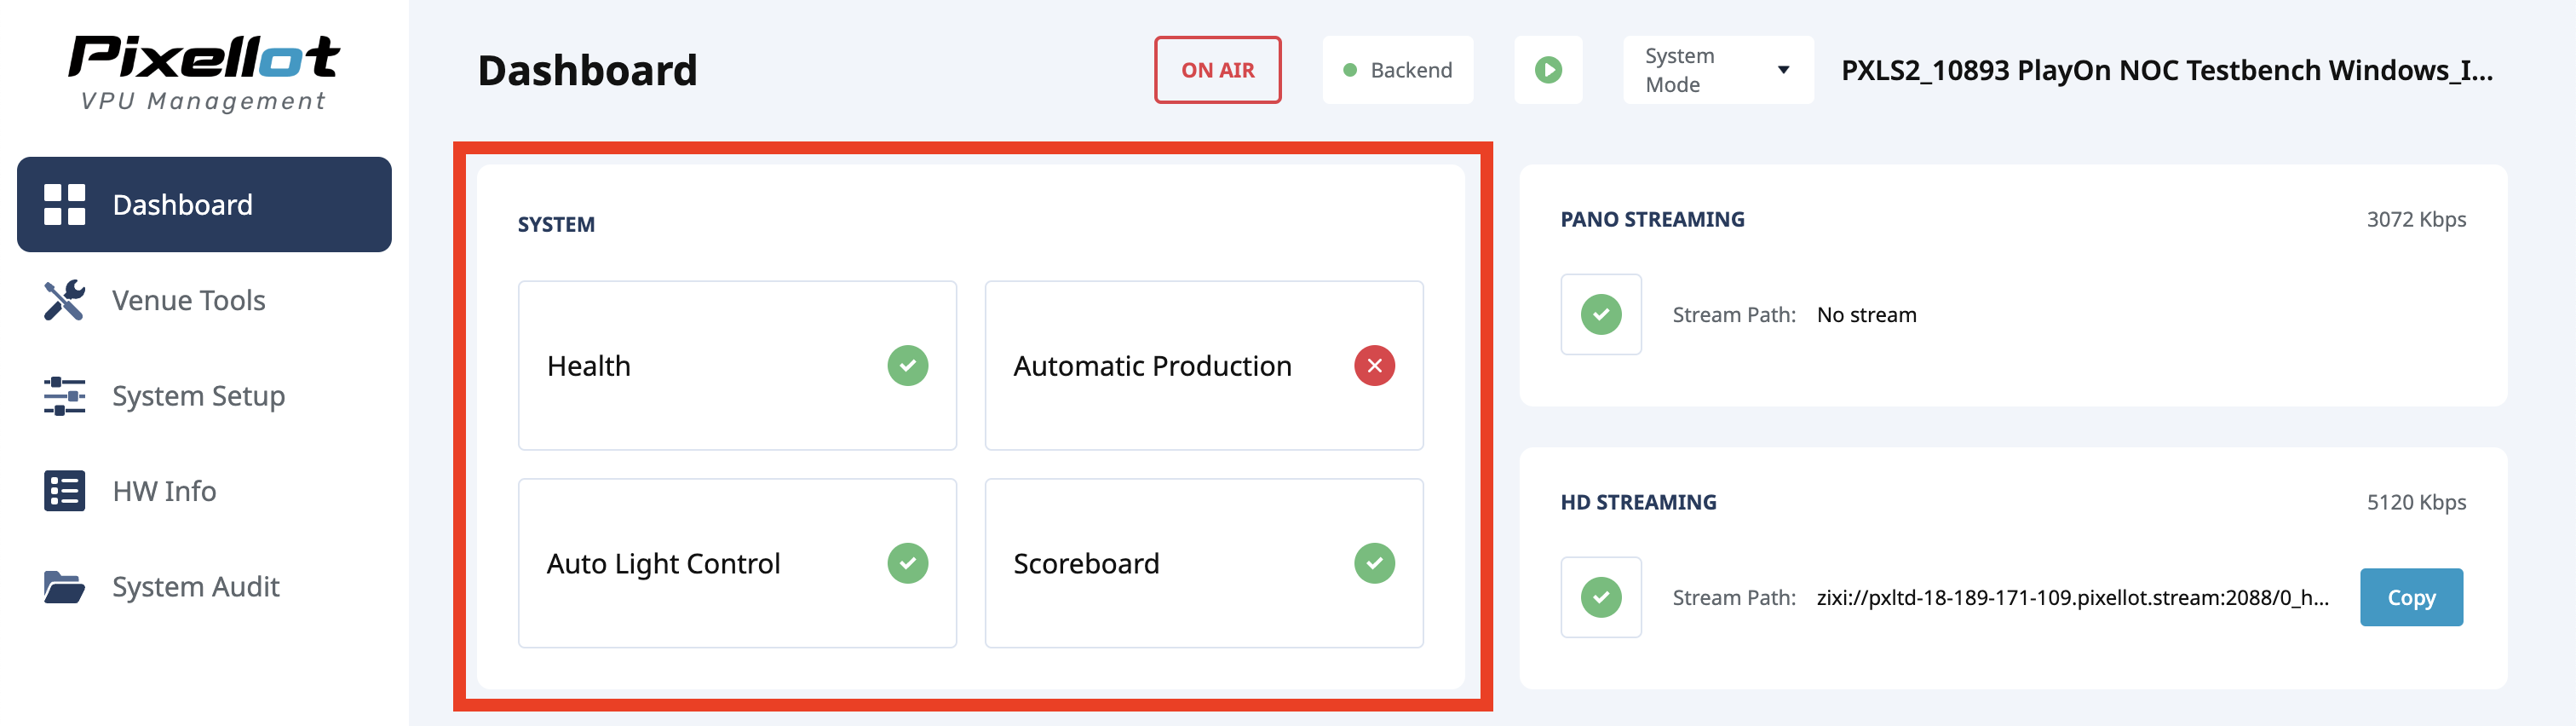 Pixellot
VPU Management
Dashboard
Venue Tools
System Setup
HW Info
System Audit
Dashboard
ON AIR
Backend
System
Mode
PXLS2_10893 PlayOn NOC Testbench Windows_I...
SYSTEM
Health
Automatic Production
Auto Light Control
Scoreboard
PANO STREAMING
3072 Kbps
Stream Path: No stream
HD STREAMING
5120 Kbps
Stream Path: zixi://pxltd-18-189-171-109.pixellot.stream:2088/0_h...
Copy